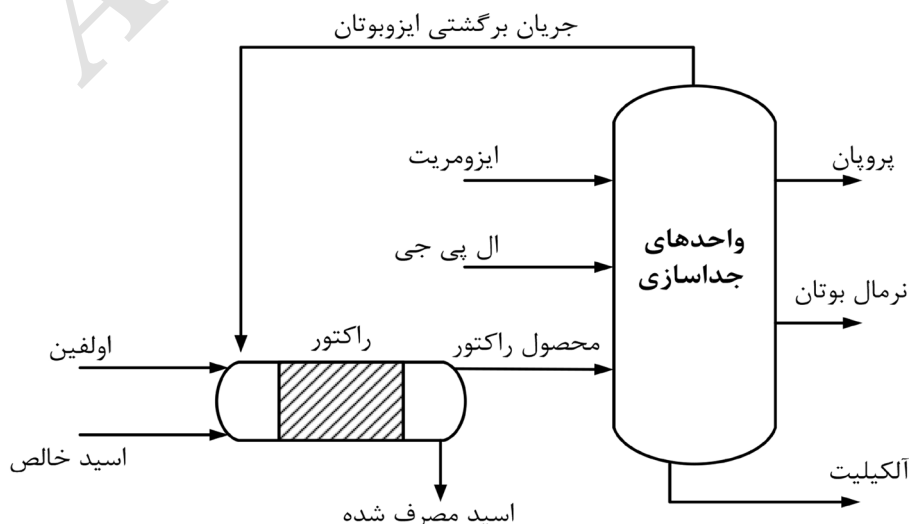 جریان برگشتی ایزوبوتان
ایزومریت
پروپان
واحدهای
جداسازی
ال پی جی
نرمال بوتان
راکتور
محصول راکتور
اولفین
اسید خالص
آلکیلیت
اسید مصرف شده